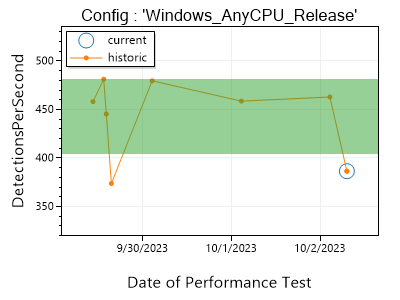 Config : 'Windows_AnyCPU_Release'
current
historic
500
450
400
350
DetectionsPerSecond
9/30/2023 10/1/2023 10/2/2023
Date of Performance Test